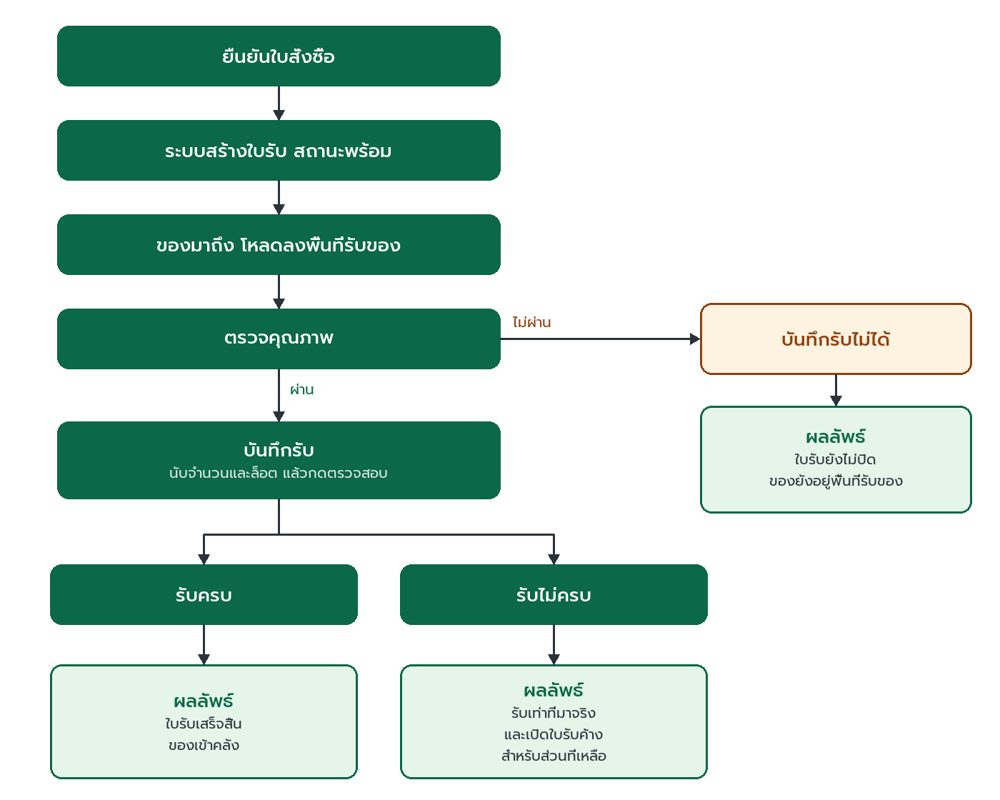 ยืนยันใบสั่งซื้อ
ระบบสร้างใบรับ สถานะพร้อม
ของมาถึง โหลดลงพื้นที่รับของ
ตรวจคุณภาพ
ไม่ผ่าน
บันทึกรับไม่ได้
ผลลัพธ์
ใบรับยังไม่ปิด
ของยังอยู่พื้นที่รับของ
ผ่าน
บันทึกรับ
นับจำนวนและล็อต แล้วกดตรวจสอบ
รับครบ
รับไม่ครบ
ผลลัพธ์
ใบรับเสร็จสิ้น
ของเข้าคลัง
ผลลัพธ์
รับเท่าที่มาจริง
และเปิดใบรับค้าง
สำหรับส่วนที่เหลือ